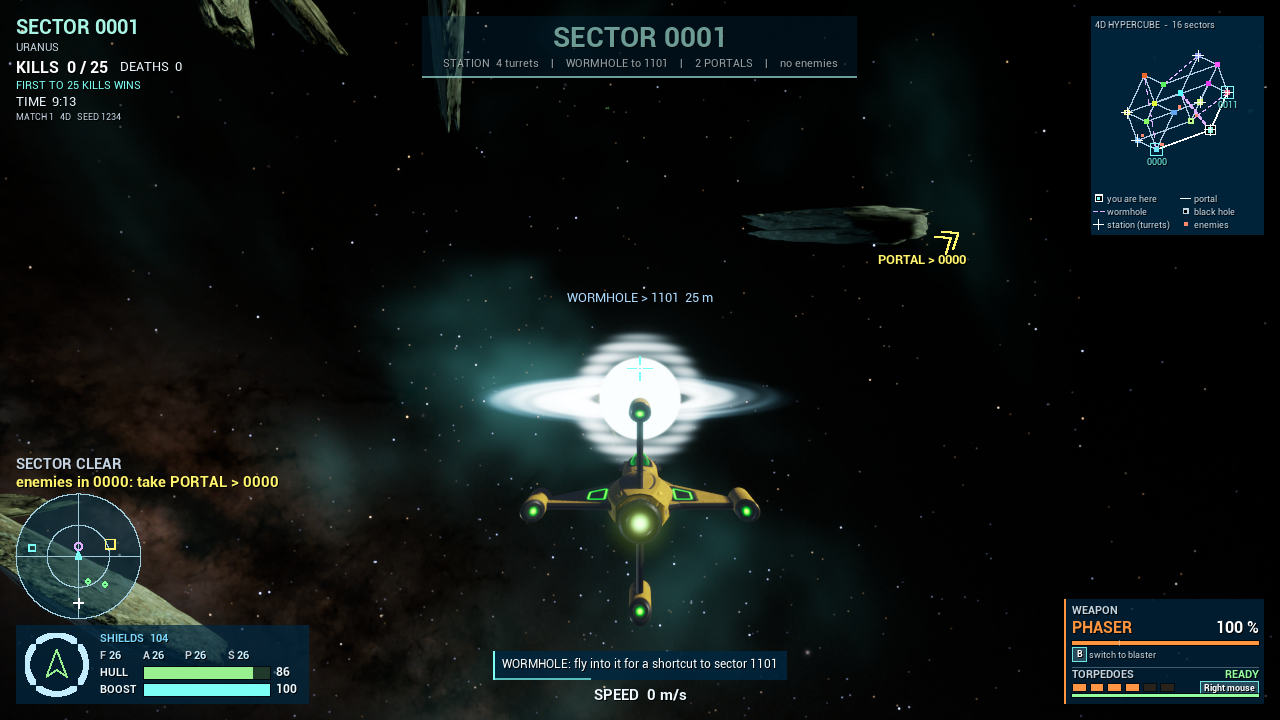 SECTOR 0001
URANUS
KILLS 0 / 25 DEATHS 0
FIRST TO 25 KILLS WINS
TIME 9:13
MATCH 1 4D SEED 1234
SECTOR 0001
STATION 4 turrets | WORMHOLE to 1101 | 2 PORTALS | no enemies
4D HYPERCUBE - 16 sectors
0011
0000
you are here
portal
wormhole
black hole
station (turrets)
enemies
PORTAL > 0000
WORMHOLE > 1101 25 m
SECTOR CLEAR
enemies in 0000: take PORTAL > 0000
SHIELDS 104
F 26 A 26 P 26 S 26
HULL 86
BOOST 100
WORMHOLE: fly into it for a shortcut to sector 1101
SPEED 0 m/s
WEAPON
PHASER 100 %
B switch to blaster
TORPEDOES READY
Right mouse